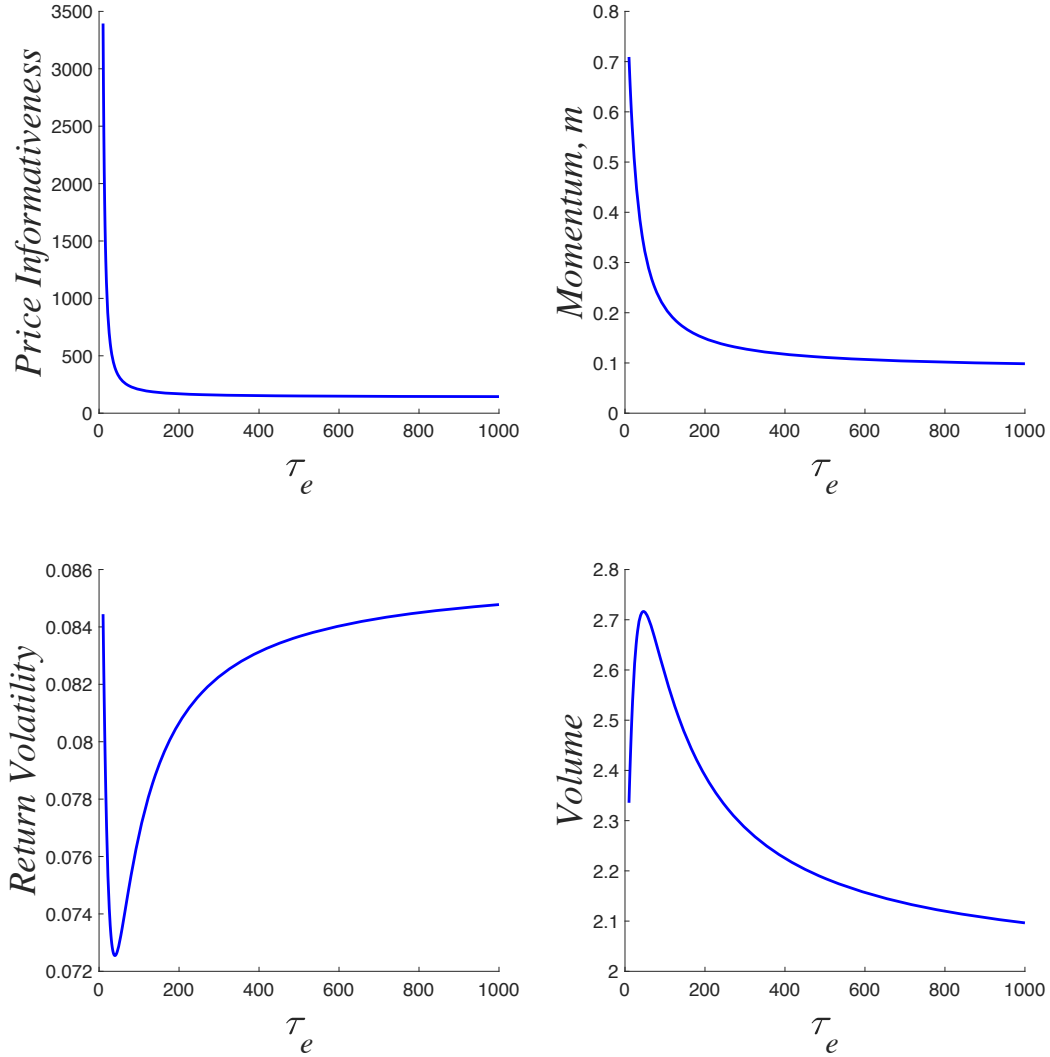 Price Informativeness
3500
3000
2500
2000
1500
1000
500
0
0 200 400 600 800 1000
τ_e
Momentum, m
0.8
0.7
0.6
0.5
0.4
0.3
0.2
0.1
0
0 200 400 600 800 1000
τ_e
Return Volatility
0.086
0.084
0.082
0.08
0.078
0.076
0.074
0.072
0 200 400 600 800 1000
τ_e
Volume
2.8
2.7
2.6
2.5
2.4
2.3
2.2
2.1
2
0 200 400 600 800 1000
τ_e